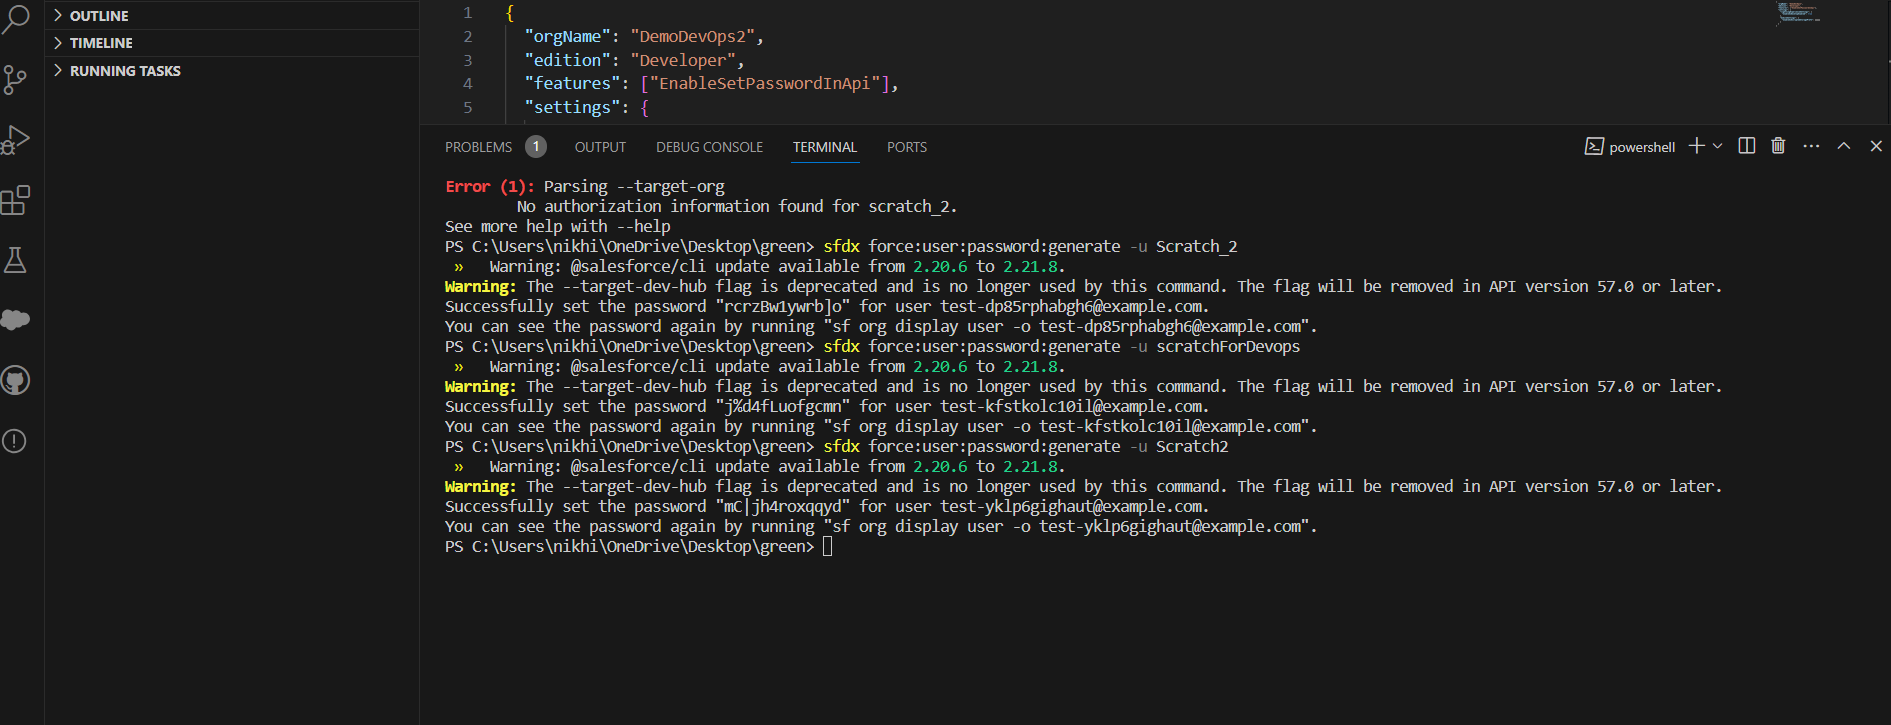 OUTLINE
TIMELINE
RUNNING TASKS
1 {
2 "orgName": "DemoDevOps2",
3 "edition": "Developer",
4 "features": ["EnableSetPasswordInApi"],
5 "settings": {
PROBLEMS 1 OUTPUT DEBUG CONSOLE TERMINAL PORTS powershell
Error (1): Parsing --target-org
No authorization information found for scratch_2.
See more help with --help
PS C:\Users\nikhi\OneDrive\Desktop\green> sfdx force:user:password:generate -u Scratch_2
» Warning: @salesforce/cli update available from 2.20.6 to 2.21.8.
Warning: The --target-dev-hub flag is deprecated and is no longer used by this command. The flag will be removed in API version 57.0 or later.
Successfully set the password "rcrzBw1ywrb]o" for user test-dp85rphabgh6@example.com.
You can see the password again by running "sf org display user -o test-dp85rphabgh6@example.com".
PS C:\Users\nikhi\OneDrive\Desktop\green> sfdx force:user:password:generate -u scratchForDevops
» Warning: @salesforce/cli update available from 2.20.6 to 2.21.8.
Warning: The --target-dev-hub flag is deprecated and is no longer used by this command. The flag will be removed in API version 57.0 or later.
Successfully set the password "j%d4fLuofgcmn" for user test-kfstkolc10il@example.com.
You can see the password again by running "sf org display user -o test-kfstkolc10il@example.com".
PS C:\Users\nikhi\OneDrive\Desktop\green> sfdx force:user:password:generate -u Scratch2
» Warning: @salesforce/cli update available from 2.20.6 to 2.21.8.
Warning: The --target-dev-hub flag is deprecated and is no longer used by this command. The flag will be removed in API version 57.0 or later.
Successfully set the password "mC|jh4roxqqyd" for user test-yklp6gighaut@example.com.
You can see the password again by running "sf org display user -o test-yklp6gighaut@example.com".
PS C:\Users\nikhi\OneDrive\Desktop\green>